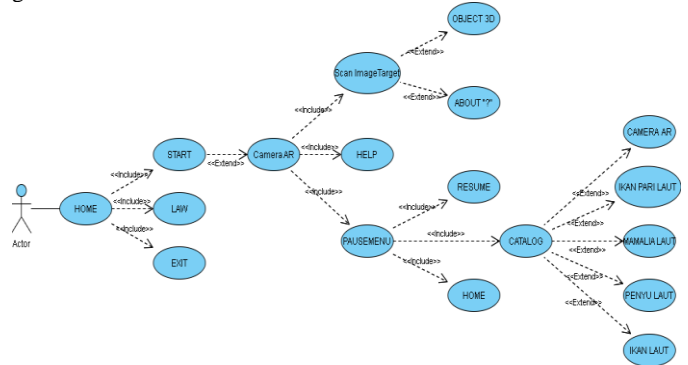 Actor
HOME
<<Include>>
<<Include>>
<<Include>>
START
LAW
EXIT
<<Extend>>
CameraAR
<<Include>>
<<Include>>
<<Include>>
Scan ImageTarget
HELP
PAUSEMENU
<<Extend>>
<<Extend>>
OBJECT 3D
ABOUT "?"
<<Include>>
<<Include>>
<<Include>>
RESUME
CATALOG
HOME
<<Extend>>
<<Extend>>
<<Extend>>
<<Extend>>
<<Extend>>
CAMERA AR
IKAN PARI LAUT
MAMALIA LAUT
PENYU LAUT
IKAN LAUT